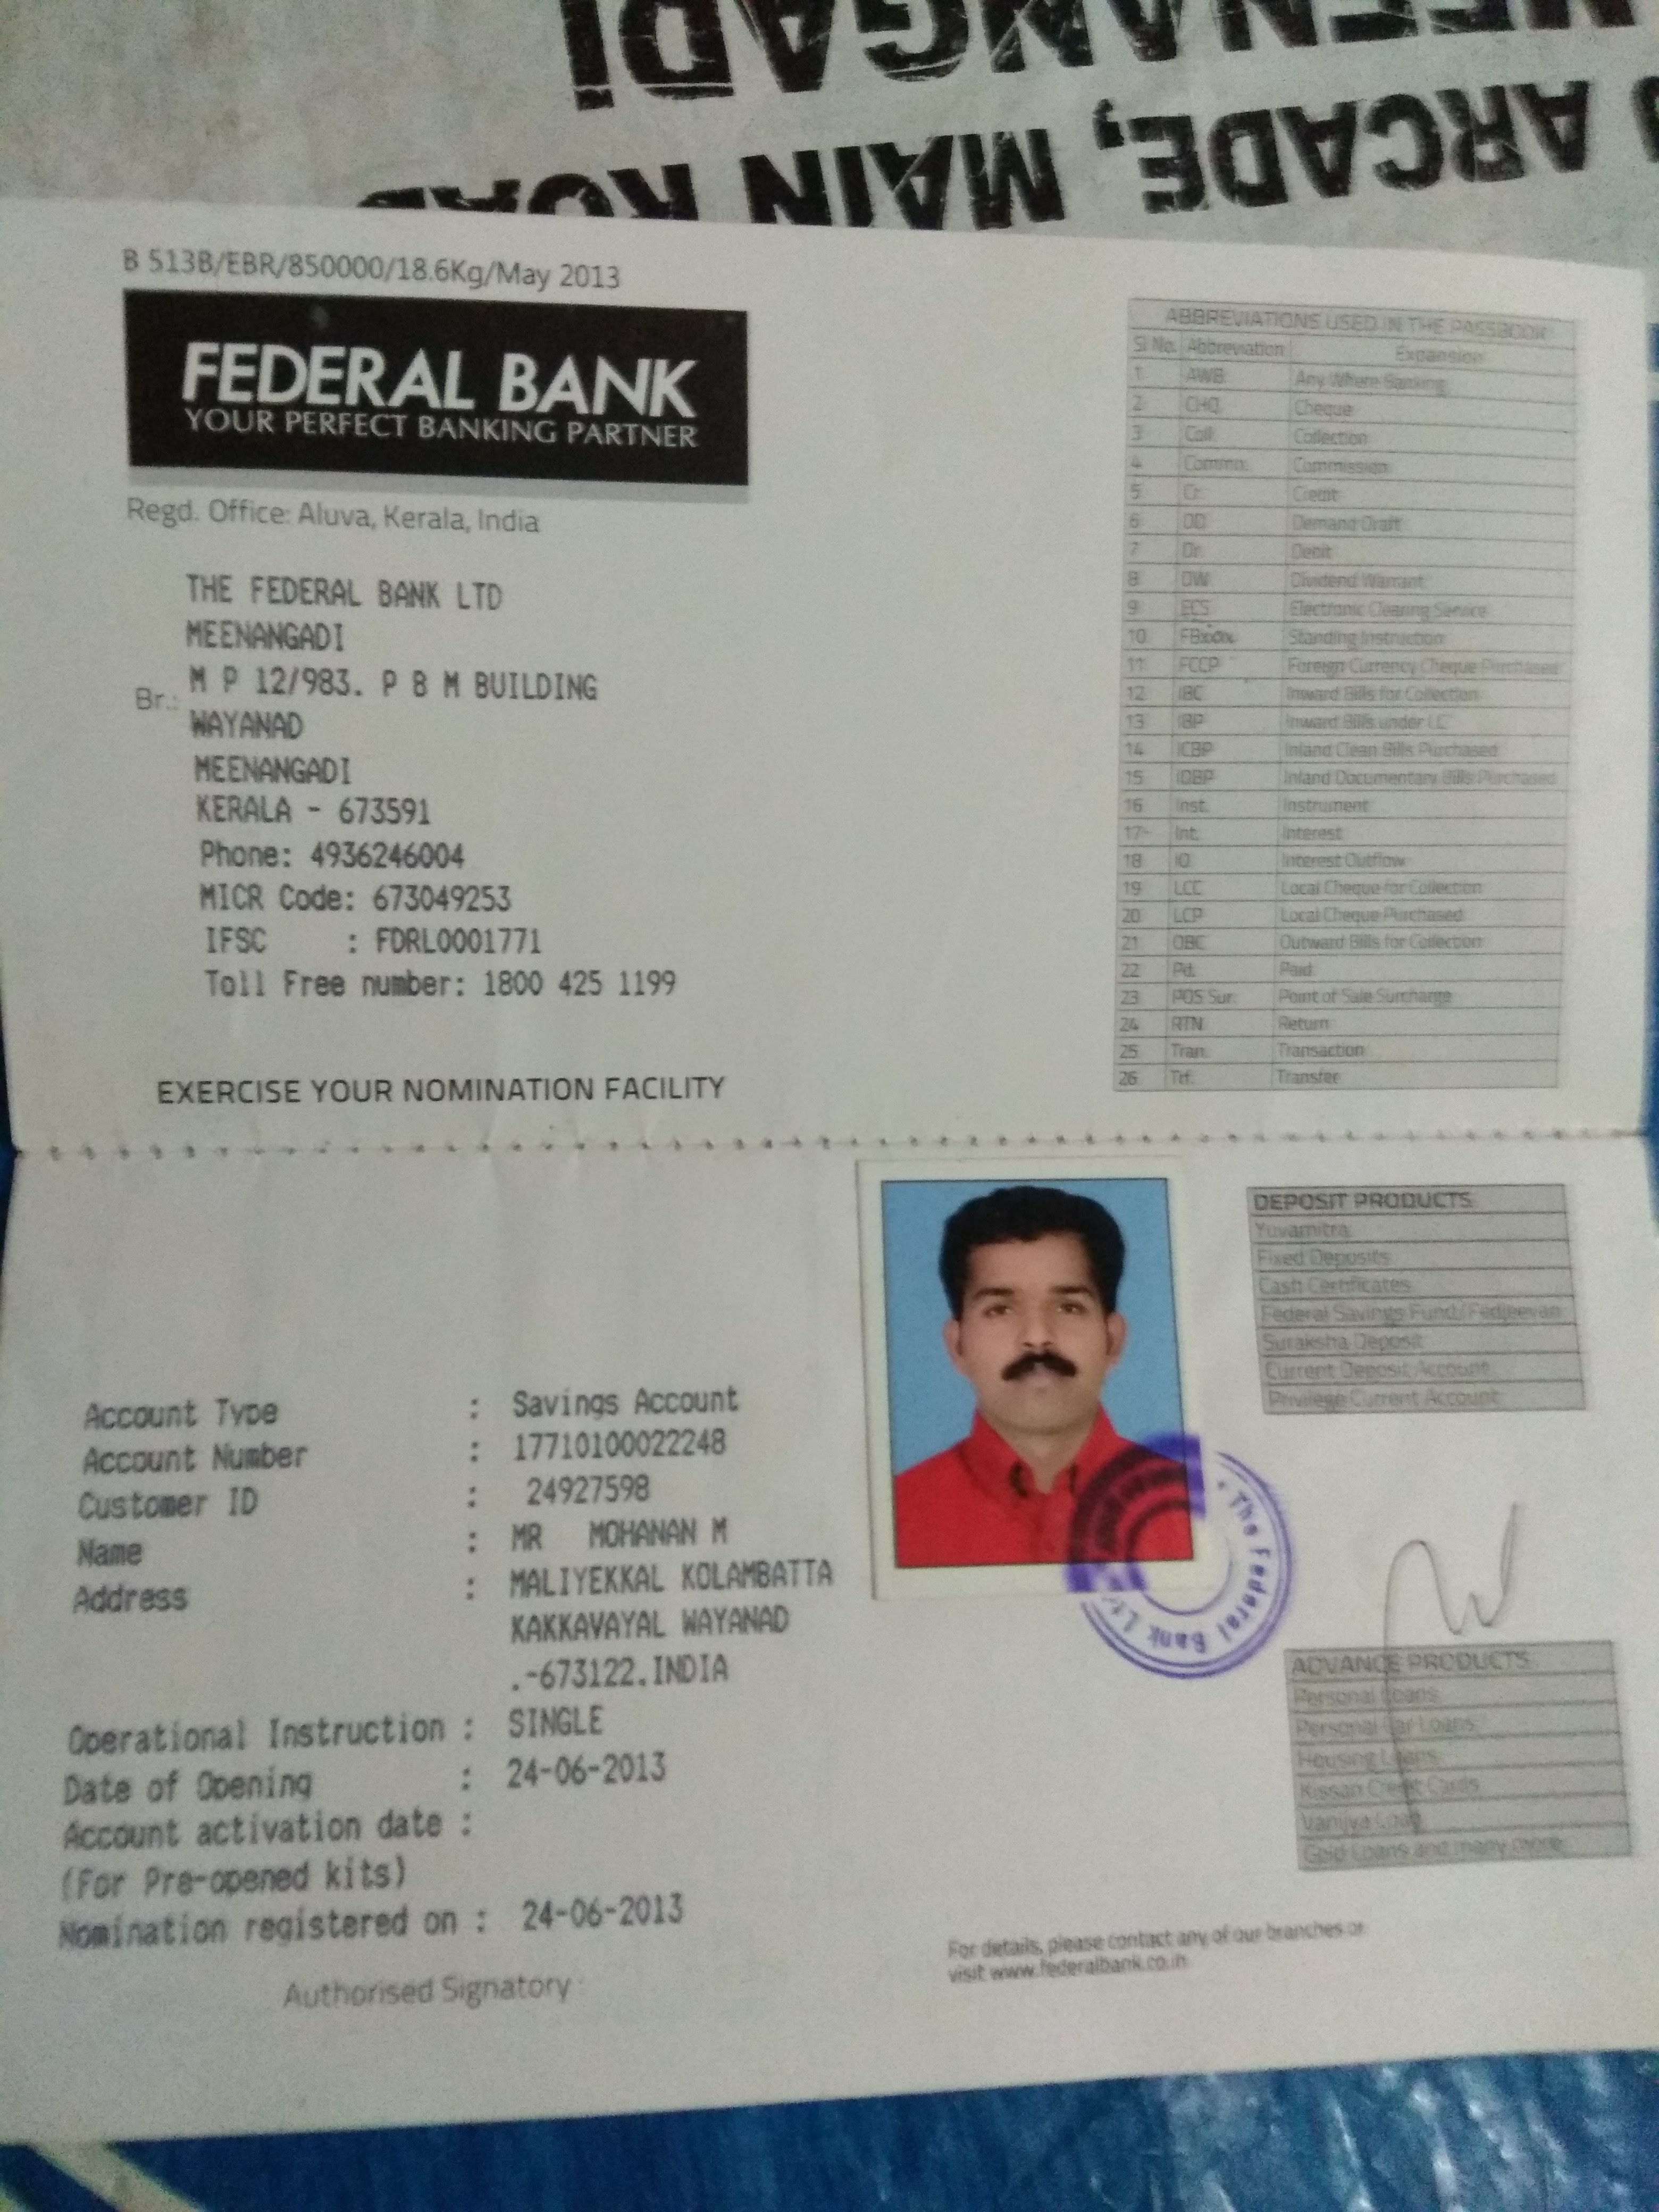 MEENANGADI
ARCADE, MAIN ROAD
B 513B/EBR/850000/18.6Kg/May 2013
FEDERAL BANK
YOUR PERFECT BANKING PARTNER
Regd. Office: Aluva, Kerala, India
THE FEDERAL BANK LTD
MEENANGADI
Br.: M P 12/983. P B M BUILDING
WAYANAD
MEENANGADI
KERALA - 673591
Phone: 4936246004
MICR Code: 673049253
IFSC : FDRL0001771
Toll Free number: 1800 425 1199
EXERCISE YOUR NOMINATION FACILITY
ABBREVIATIONS USED IN THE PASSBOOK
Sl No. Abbreviation Expansion
1 AWB Any Where Banking
2 CHQ Cheque
3 Coll. Collection
4 Commn. Commission
5 Cr. Credit
6 DD Demand Draft
7 Dr. Debit
8 DW Dividend Warrant
9 ECS Electronic Clearing Service
10 FBxxxx Standing Instruction
11 FCCP Foreign Currency Cheque Purchased
12 IBC Inward Bills for Collection
13 IBP Inward Bills under LC
14 ICBP Inland Clean Bills Purchased
15 IDBP Inland Documentary Bills Purchased
16 Inst. Instrument
17 Int. Interest
18 IO Interest Outflow
19 LCC Local Cheque for Collection
20 LCP Local Cheque Purchased
21 OBC Outward Bills for Collection
22 Pd. Paid
23 POS Sur. Point of Sale Surcharge
24 RTN Return
25 Tran. Transaction
26 Trf. Transfer
Account Type : Savings Account
Account Number : 17710100022248
Customer ID : 24927598
Name : MR MOHANAN M
Address : MALIYEKKAL KOLAMBATTA
KAKKAVAYAL WAYANAD
.-673122.INDIA
Operational Instruction : SINGLE
Date of Opening : 24-06-2013
Account activation date :
(For Pre-opened kits)
Nomination registered on : 24-06-2013
Authorised Signatory
The Federal Bank Ltd
DEPOSIT PRODUCTS
Yuvamitra
Fixed Deposits
Cash Certificates
Federal Savings Fund/Fedjeevan
Suraksha Deposit
Current Deposit Account
Privilege Current Account
ADVANCE PRODUCTS
Personal Loans
Personal Car Loans
Housing Loans
Kissan Credit Cards
Vanijya Loan
Gold Loans and many more
For details, please contact any of our branches or
visit www.federalbank.co.in